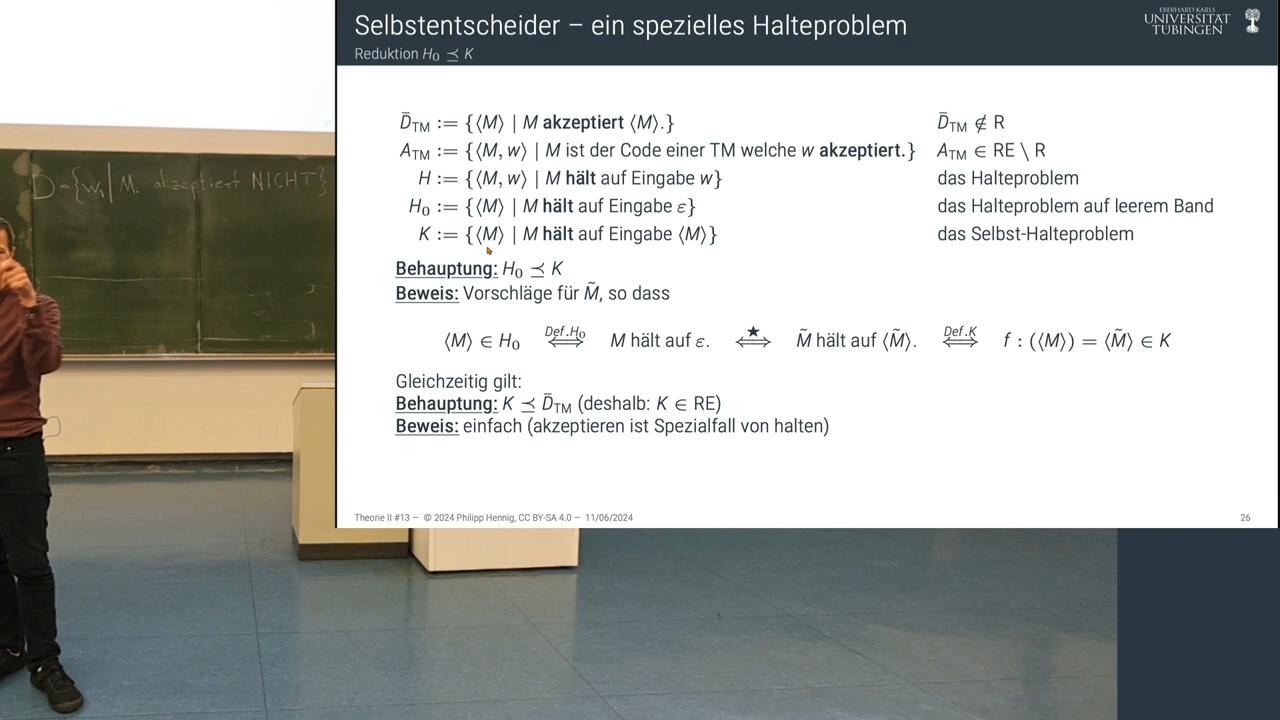 Selbstentscheider – ein spezielles Halteproblem
Reduktion H₀ ⪯ K
EBERHARD KARLS
UNIVERSITÄT
TÜBINGEN
D̄_TM := {⟨M⟩ | M akzeptiert ⟨M⟩.} D̄_TM ∉ R
A_TM := {⟨M, w⟩ | M ist der Code einer TM welche w akzeptiert.} A_TM ∈ RE \ R
H := {⟨M, w⟩ | M hält auf Eingabe w} das Halteproblem
H₀ := {⟨M⟩ | M hält auf Eingabe ε} das Halteproblem auf leerem Band
K := {⟨M⟩ | M hält auf Eingabe ⟨M⟩} das Selbst-Halteproblem
Behauptung: H₀ ⪯ K
Beweis: Vorschläge für M̃, so dass
⟨M⟩ ∈ H₀ ⟺^{Def.H₀} M hält auf ε. ⟺^{★} M̃ hält auf ⟨M̃⟩. ⟺^{Def.K} f : (⟨M⟩) = ⟨M̃⟩ ∈ K
Gleichzeitig gilt:
Behauptung: K ⪯ D̄_TM (deshalb: K ∈ RE)
Beweis: einfach (akzeptieren ist Spezialfall von halten)
Theorie II #13 — © 2024 Philipp Hennig, CC BY-SA 4.0 — 11/06/2024 26
D={wᵢ| Mᵢ akzeptiert NICHT}